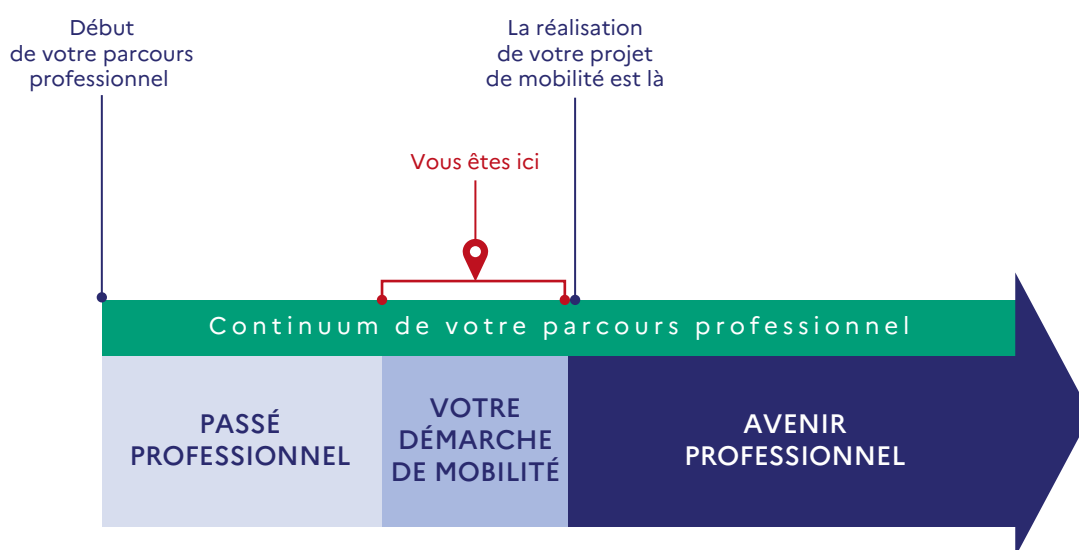 Début
de votre parcours
professionnel
La réalisation
de votre projet
de mobilité est là
Vous êtes ici
Continuum de votre parcours professionnel
PASSÉ
PROFESSIONNEL
VOTRE
DÉMARCHE
DE MOBILITÉ
AVENIR
PROFESSIONNEL